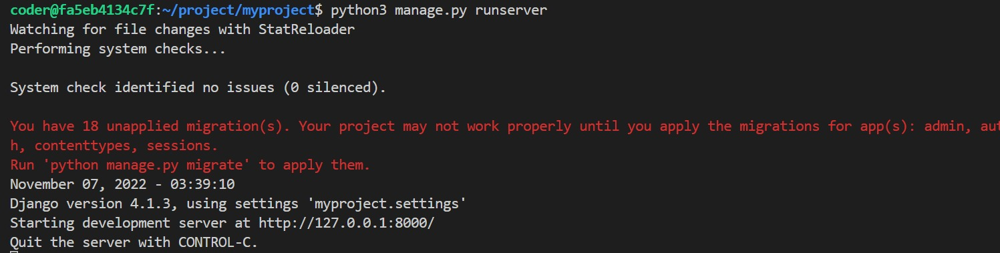 coder@fa5eb4134c7f:~/project/myproject$ python3 manage.py runserver
Watching for file changes with StatReloader
Performing system checks...
System check identified no issues (0 silenced).
You have 18 unapplied migration(s). Your project may not work properly until you apply the migrations for app(s): admin, aut
h, contenttypes, sessions.
Run 'python manage.py migrate' to apply them.
November 07, 2022 - 03:39:10
Django version 4.1.3, using settings 'myproject.settings'
Starting development server at http://127.0.0.1:8000/
Quit the server with CONTROL-C.